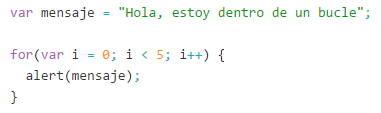 var mensaje = "Hola, estoy dentro de un bucle";
for(var i = 0; i < 5; i++) {
alert(mensaje);
}